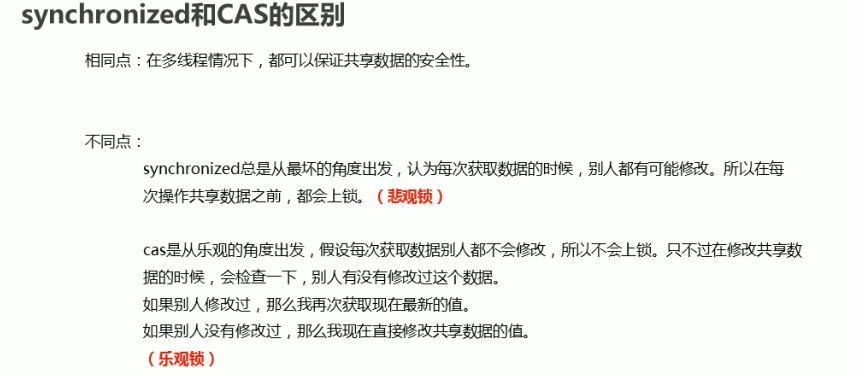 synchronized和CAS的区别
相同点：在多线程情况下，都可以保证共享数据的安全性。
不同点：
synchronized总是从最坏的角度出发，认为每次获取数据的时候，别人都有可能修改。所以在每
次操作共享数据之前，都会上锁。（悲观锁）
cas是从乐观的角度出发，假设每次获取数据别人都不会修改，所以不会上锁。只不过在修改共享数
据的时候，会检查一下，别人有没有修改过这个数据。
如果别人修改过，那么我再次获取现在最新的值。
如果别人没有修改过，那么我现在直接修改共享数据的值。
（乐观锁）